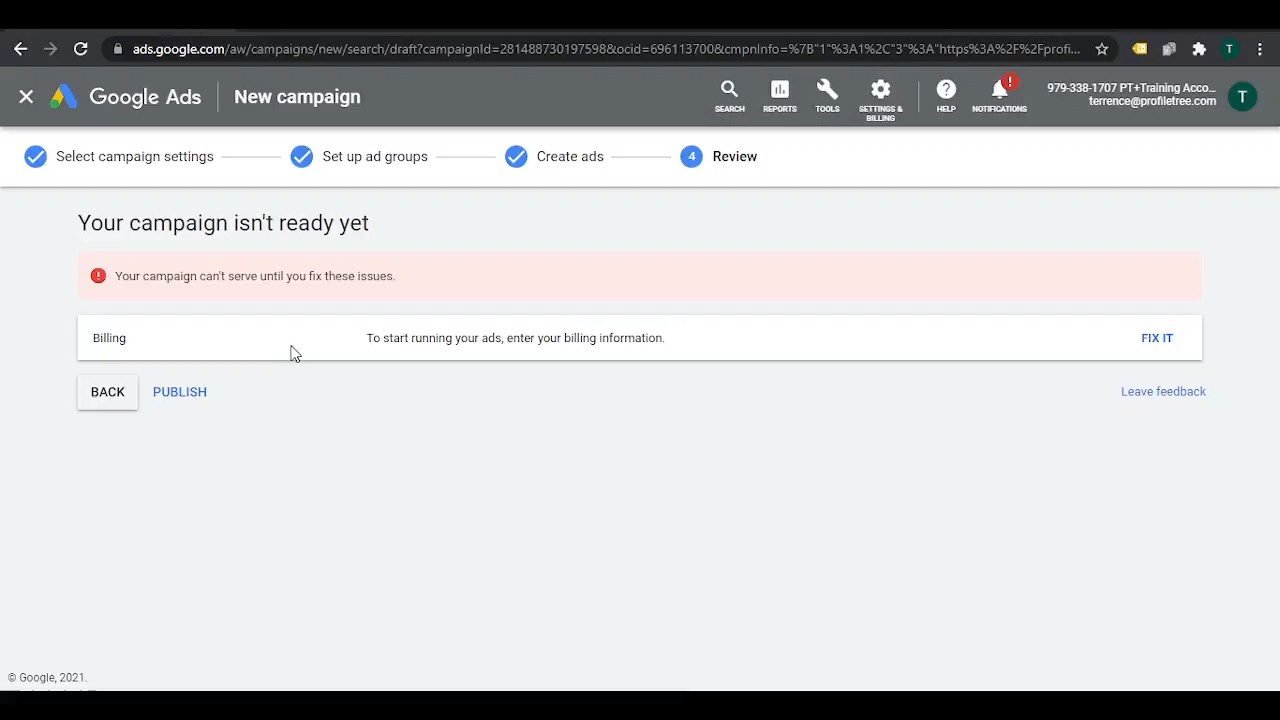 ads.google.com/aw/campaigns/new/search/draft?campaignId=281488730197598&ocid=696113700&cmpnInfo=%7B"1"%3A1%2C"3"%3A"https%3A%2F%2Fprofi...
T
Google Ads
New campaign
SEARCH
REPORTS
TOOLS
SETTINGS & BILLING
HELP
NOTIFICATIONS
979-338-1707 PT+Training Acco...
terrence@profiletree.com
T
Select campaign settings
Set up ad groups
Create ads
4 Review
Your campaign isn't ready yet
Your campaign can't serve until you fix these issues.
Billing To start running your ads, enter your billing information. FIX IT
BACK PUBLISH Leave feedback
© Google, 2021.